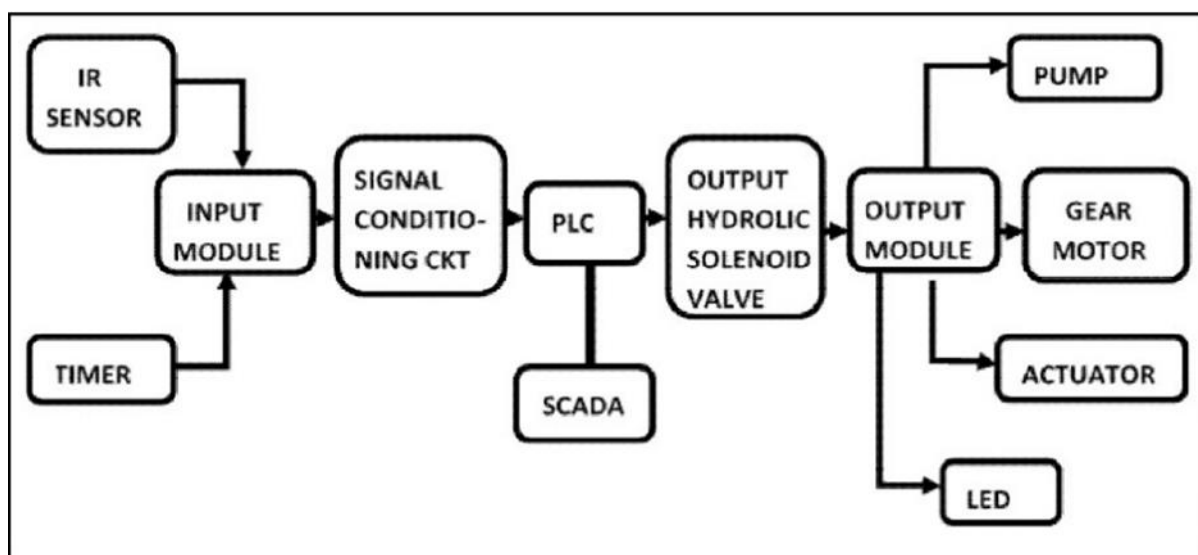 IR
SENSOR
INPUT
MODULE
TIMER
SIGNAL
CONDITIO-
NING CKT
PLC
SCADA
OUTPUT
HYDROLIC
SOLENOID
VALVE
OUTPUT
MODULE
PUMP
GEAR
MOTOR
ACTUATOR
LED